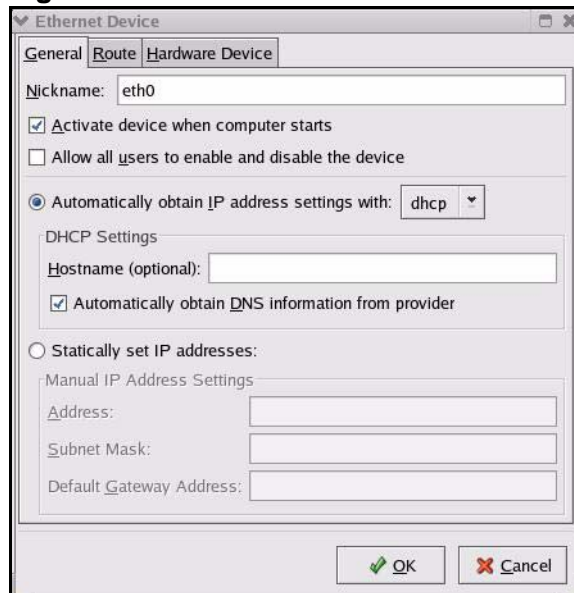 Ethernet Device
General Route Hardware Device
Nickname: eth0
Activate device when computer starts
Allow all users to enable and disable the device
Automatically obtain IP address settings with: dhcp
DHCP Settings
Hostname (optional):
Automatically obtain DNS information from provider
Statically set IP addresses:
Manual IP Address Settings
Address:
Subnet Mask:
Default Gateway Address:
OK Cancel